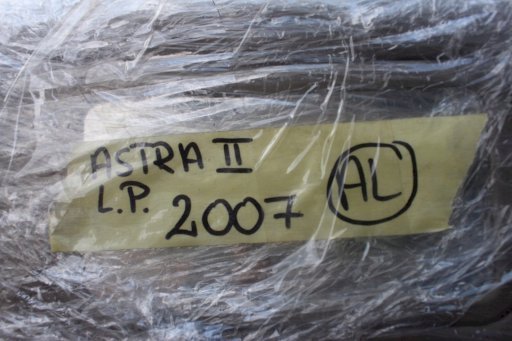 ASTRA II
L.P. 2007
AL